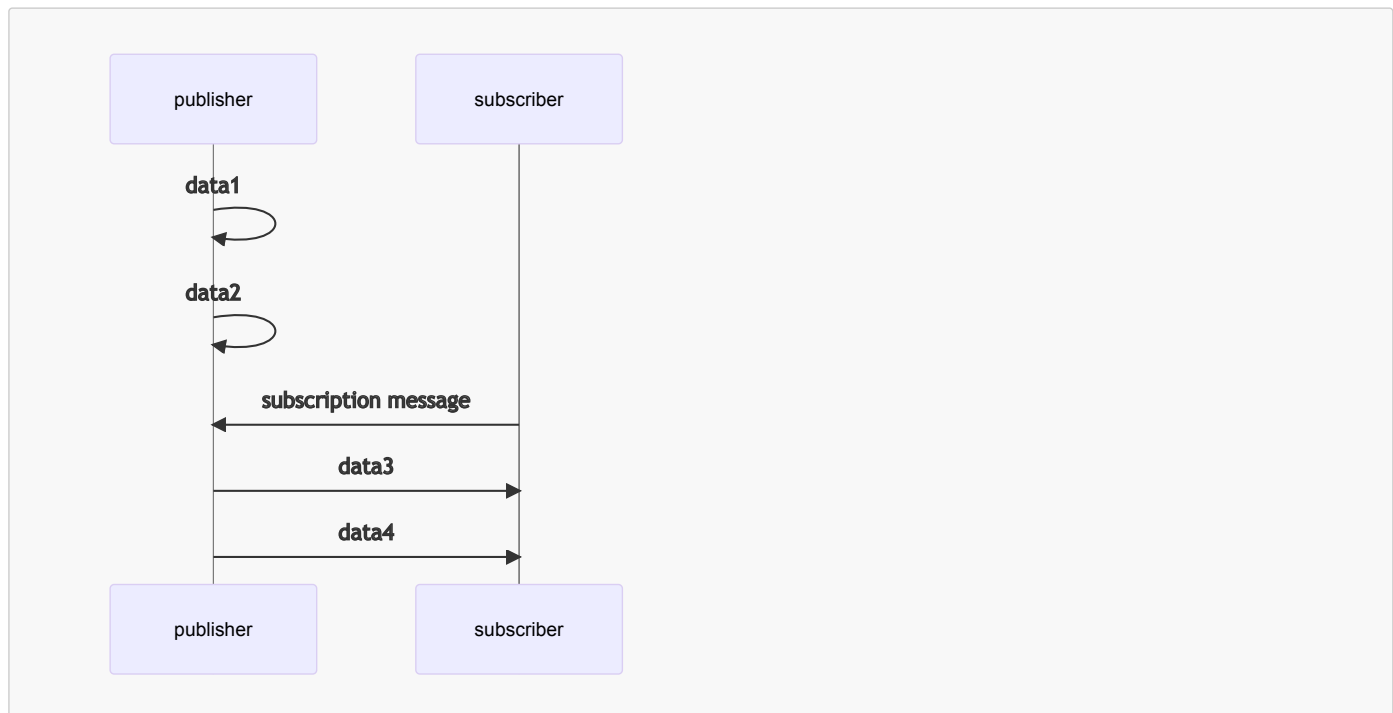 publisher
subscriber
data1
data2
subscription message
data3
data4
publisher
subscriber